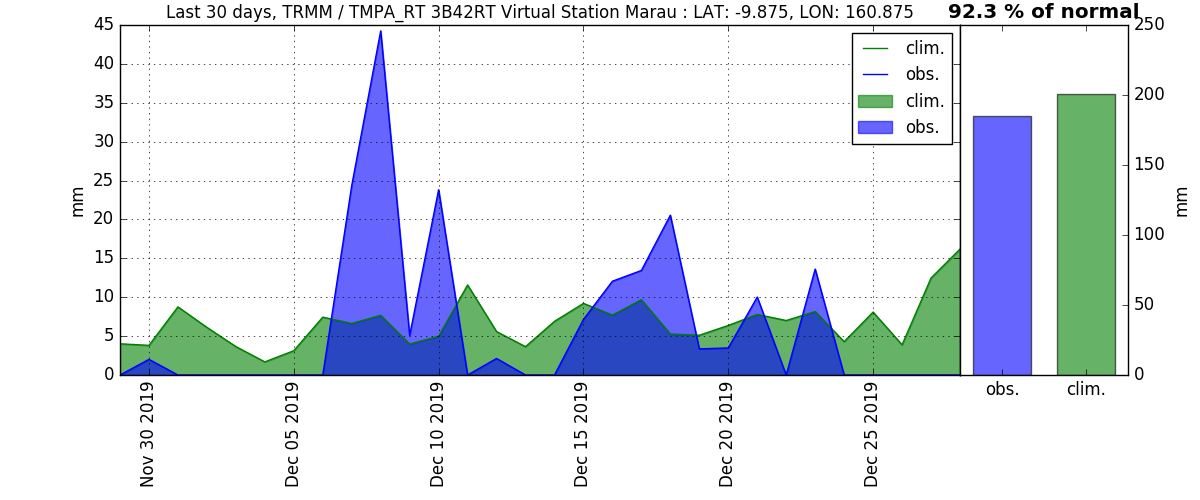 Last 30 days, TRMM / TMPA_RT 3B42RT Virtual Station Marau : LAT: -9.875, LON: 160.875
92.3 % of normal
45
40
35
30
25
20
15
10
5
0
mm
clim.
obs.
clim.
obs.
Nov 30 2019
Dec 05 2019
Dec 10 2019
Dec 15 2019
Dec 20 2019
Dec 25 2019
250
200
150
100
50
0
mm
obs.
clim.